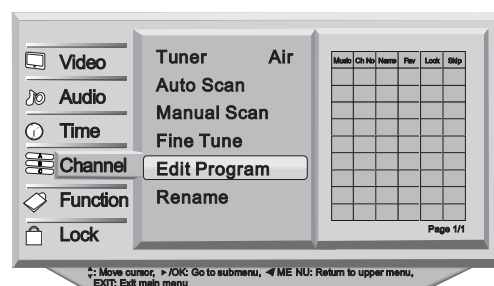 Video
Audio
Time
Channel
Function
Lock
Tuner Air
Auto Scan
Manual Scan
Fine Tune
Edit Program
Rename
Music Ch No Name Fav Lock Skip
Page 1/1
: Move cursor, /OK: Go to submenu, ME NU: Return to upper menu,
EXIT: Exit main menu